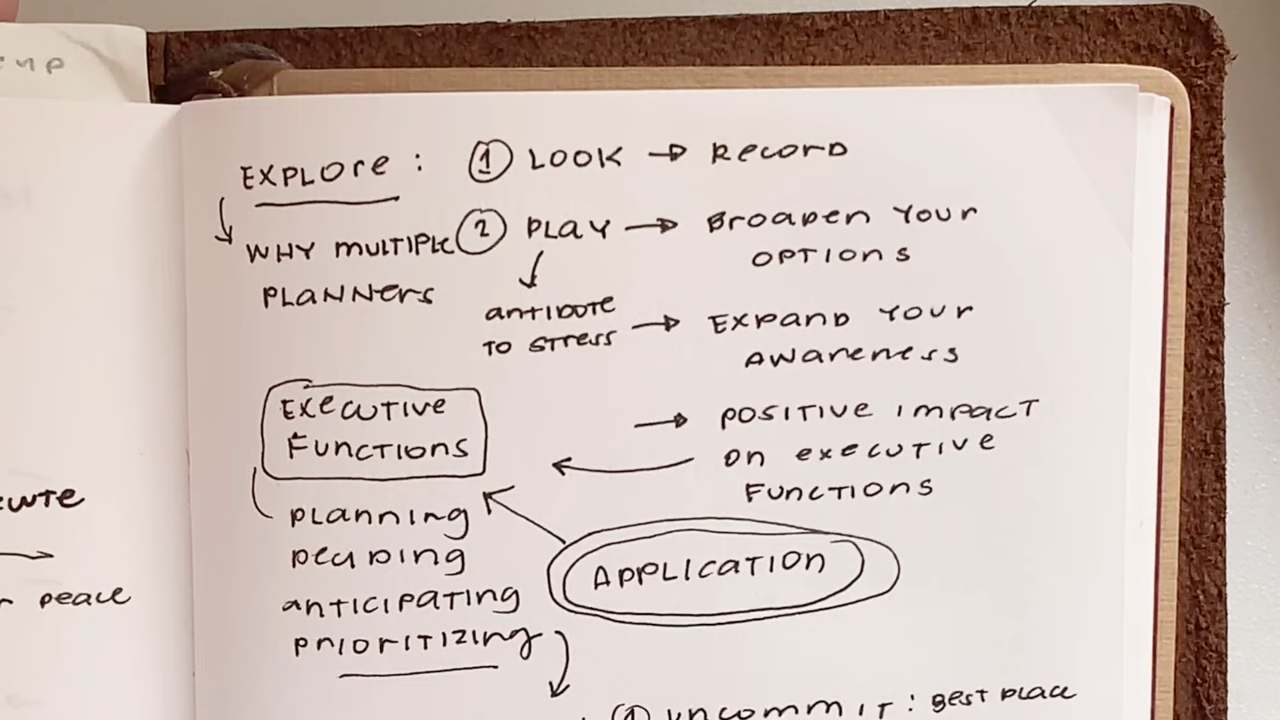 EXPLORE : ① LOOK → RECORD
↓
WHY MULTIPLE
PLANNERS
② PLAY → BROADEN YOUR
OPTIONS
↓
ANTIDOTE
TO STRESS → EXPAND YOUR
AWARENESS
→ POSITIVE IMPACT
ON EXECUTIVE
FUNCTIONS
EXECUTIVE
FUNCTIONS
PLANNING
DECIDING
ANTICIPATING
PRIORITIZING
APPLICATION
① UNCOMMIT : BEST PLACE
PEACE